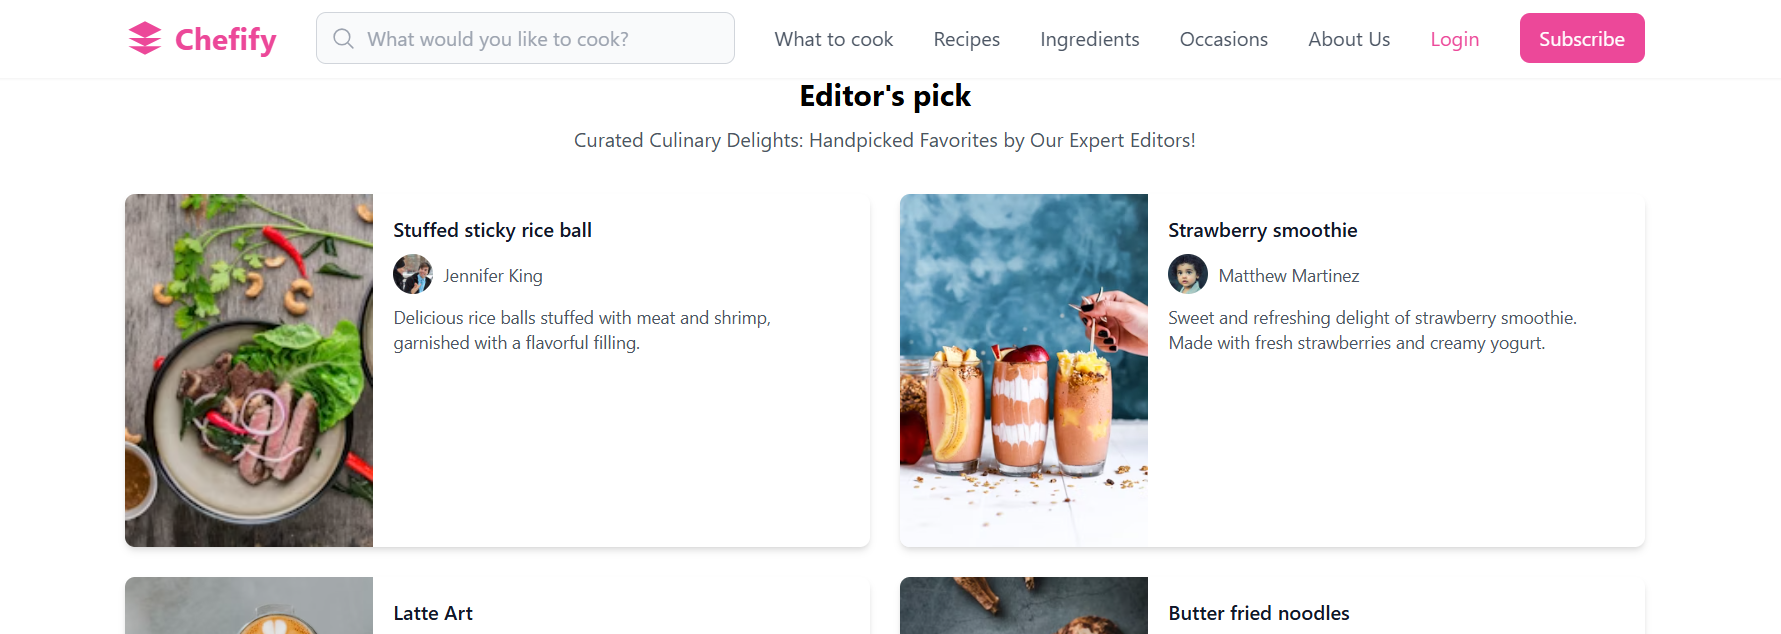 Chefify
What would you like to cook?
What to cook
Recipes
Ingredients
Occasions
About Us
Login
Subscribe
Editor's pick
Curated Culinary Delights: Handpicked Favorites by Our Expert Editors!
Stuffed sticky rice ball
Jennifer King
Delicious rice balls stuffed with meat and shrimp,
garnished with a flavorful filling.
Strawberry smoothie
Matthew Martinez
Sweet and refreshing delight of strawberry smoothie.
Made with fresh strawberries and creamy yogurt.
Latte Art
Butter fried noodles